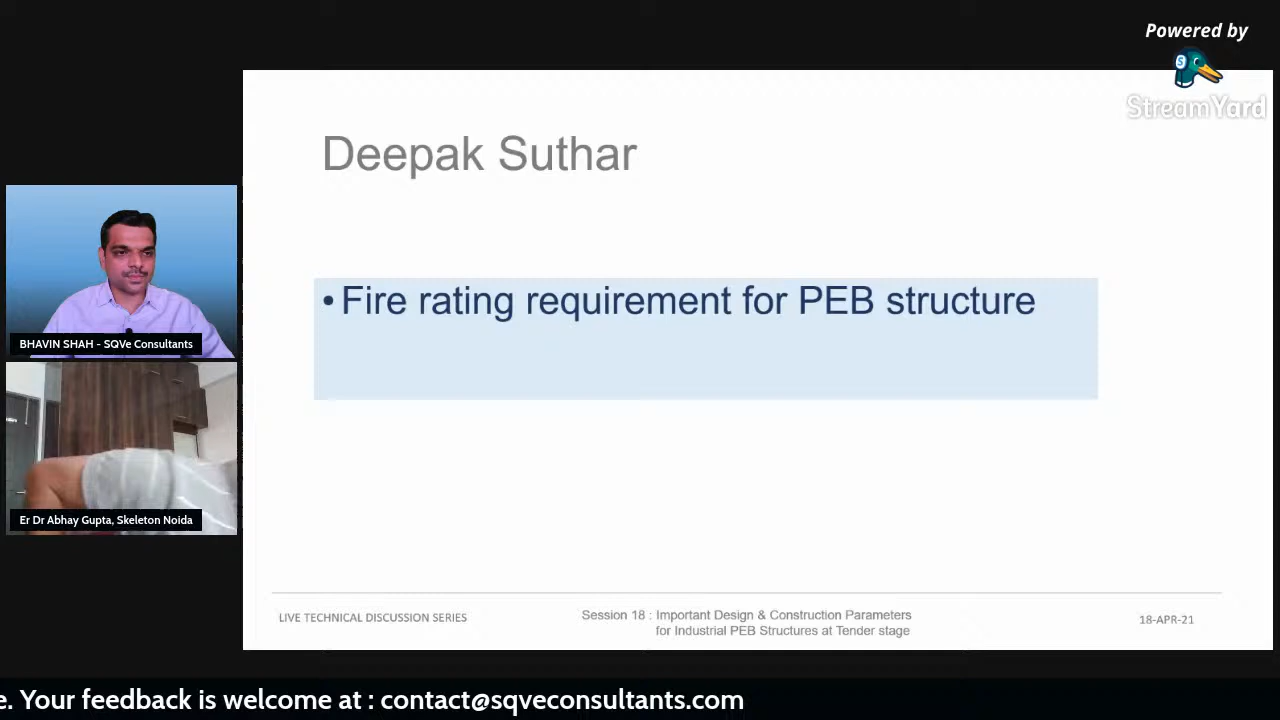 Powered by
StreamYard
Deepak Suthar
• Fire rating requirement for PEB structure
BHAVIN SHAH - SQVe Consultants
Er Dr Abhay Gupta, Skeleton Noida
LIVE TECHNICAL DISCUSSION SERIES
Session 18 : Important Design & Construction Parameters
for Industrial PEB Structures at Tender stage
18-APR-21
e. Your feedback is welcome at : contact@sqveconsultants.com